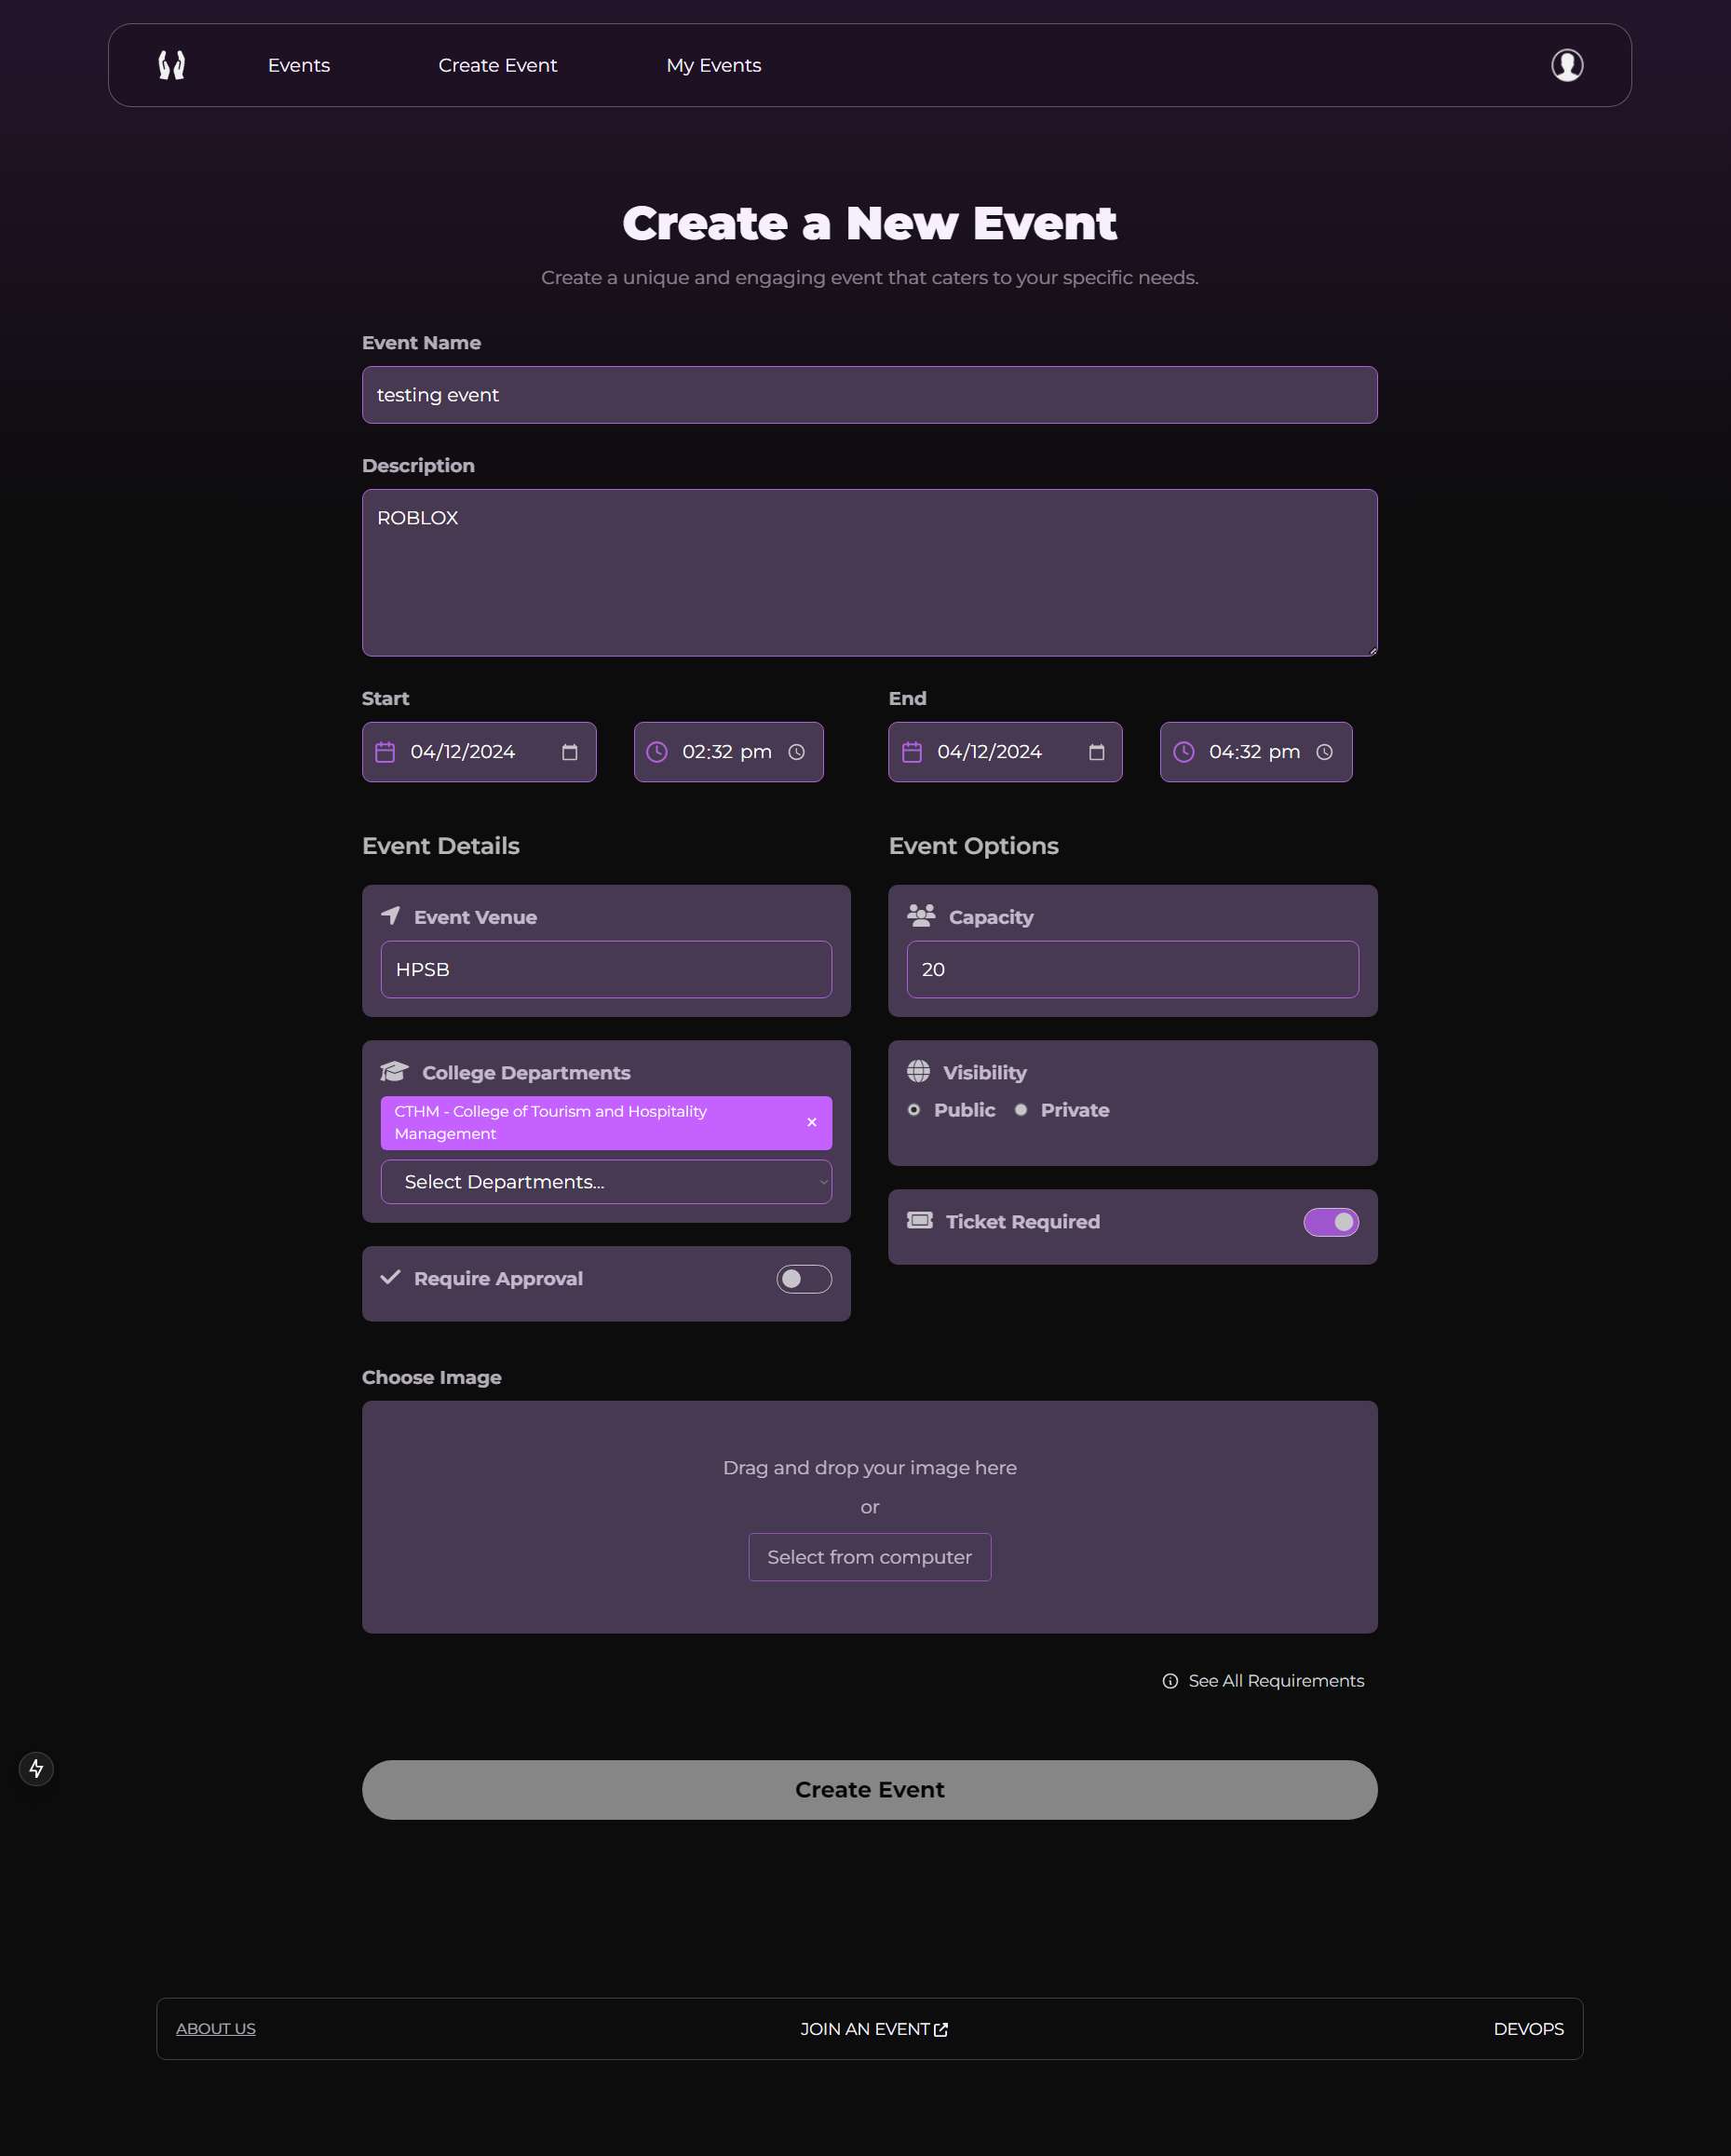 Events
Create Event
My Events
Create a New Event
Create a unique and engaging event that caters to your specific needs.
Event Name
testing event
Description
ROBLOX
Start
End
04/12/2024
02:32 pm
04/12/2024
04:32 pm
Event Details
Event Options
Event Venue
HPSB
Capacity
20
College Departments
CTHM - College of Tourism and Hospitality
Management
Select Departments...
Visibility
Public
Private
Ticket Required
Require Approval
Choose Image
Drag and drop your image here
or
Select from computer
See All Requirements
Create Event
ABOUT US
JOIN AN EVENT
DEVOPS